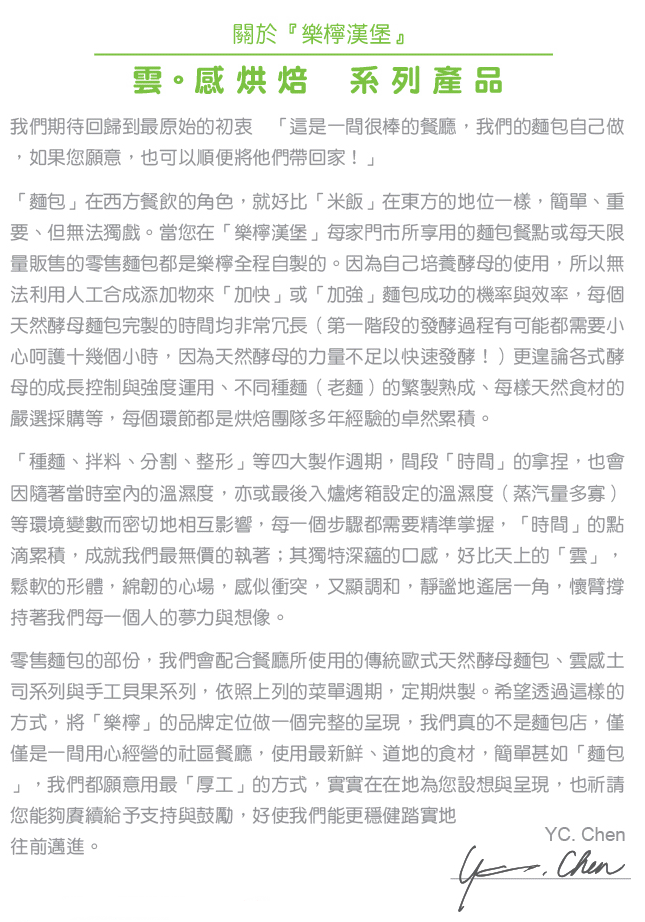 關於『樂檸漢堡』
雲。感烘焙 系列產品
我們期待回歸到最原始的初衷 「這是一間很棒的餐廳，我們的麵包自己做
，如果您願意，也可以順便將他們帶回家！」
「麵包」在西方餐飲的角色，就好比「米飯」在東方的地位一樣，簡單、重
要、但無法獨戲。當您在「樂檸漢堡」每家門市所享用的麵包餐點或每天限
量販售的零售麵包都是樂檸全程自製的。因為自己培養酵母的使用，所以無
法利用人工合成添加物來「加快」或「加強」麵包成功的機率與效率，每個
天然酵母麵包完製的時間均非常冗長（第一階段的發酵過程有可能都需要小
心呵護十幾個小時，因為天然酵母的力量不足以快速發酵！）更遑論各式酵
母的成長控制與強度運用、不同種麵（老麵）的繁製熟成、每樣天然食材的
嚴選採購等，每個環節都是烘焙團隊多年經驗的卓然累積。
「種麵、拌料、分割、整形」等四大製作週期，間段「時間」的拿捏，也會
因隨著當時室內的溫濕度，亦或最後入爐烤箱設定的溫濕度（蒸汽量多寡）
等環境變數而密切地相互影響，每一個步驟都需要精準掌握，「時間」的點
滴累積，成就我們最無價的執著；其獨特深蘊的口感，好比天上的「雲」，
鬆軟的形體，綿韌的心場，感似衝突，又顯調和，靜謐地遙居一角，懷臂撐
持著我們每一個人的夢力與想像。
零售麵包的部份，我們會配合餐廳所使用的傳統歐式天然酵母麵包、雲感土
司系列與手工貝果系列，依照上列的菜單週期，定期烘製。希望透過這樣的
方式，將「樂檸」的品牌定位做一個完整的呈現，我們真的不是麵包店，僅
僅是一間用心經營的社區餐廳，使用最新鮮、道地的食材，簡單甚如「麵包
」，我們都願意用最「厚工」的方式，實實在在地為您設想與呈現，也祈請
您能夠賡續給予支持與鼓勵，好使我們能更穩健踏實地
往前邁進。
YC. Chen
YC. Chen